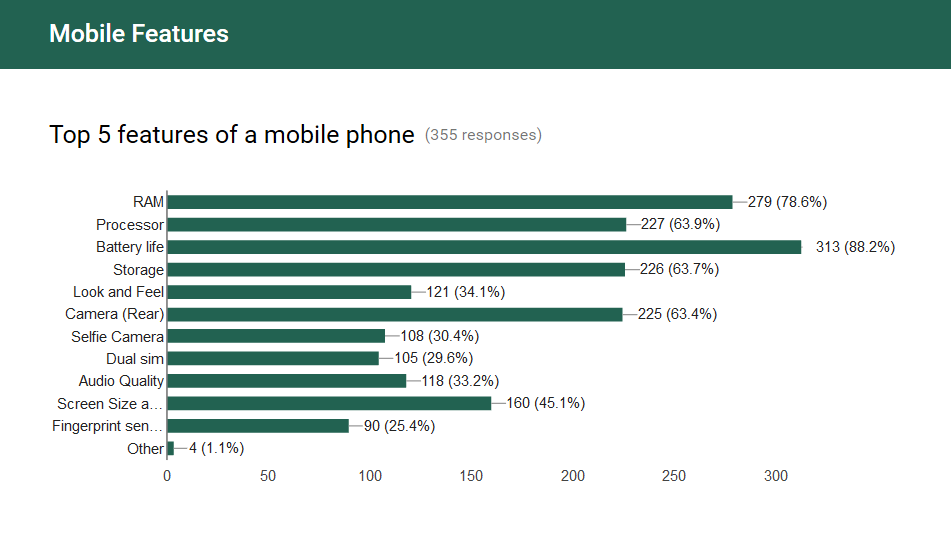 Mobile Features
Top 5 features of a mobile phone (355 responses)
RAM 279 (78.6%)
Processor 227 (63.9%)
Battery life 313 (88.2%)
Storage 226 (63.7%)
Look and Feel 121 (34.1%)
Camera (Rear) 225 (63.4%)
Selfie Camera 108 (30.4%)
Dual sim 105 (29.6%)
Audio Quality 118 (33.2%)
Screen Size a... 160 (45.1%)
Fingerprint sen... 90 (25.4%)
Other 4 (1.1%)
0 50 100 150 200 250 300